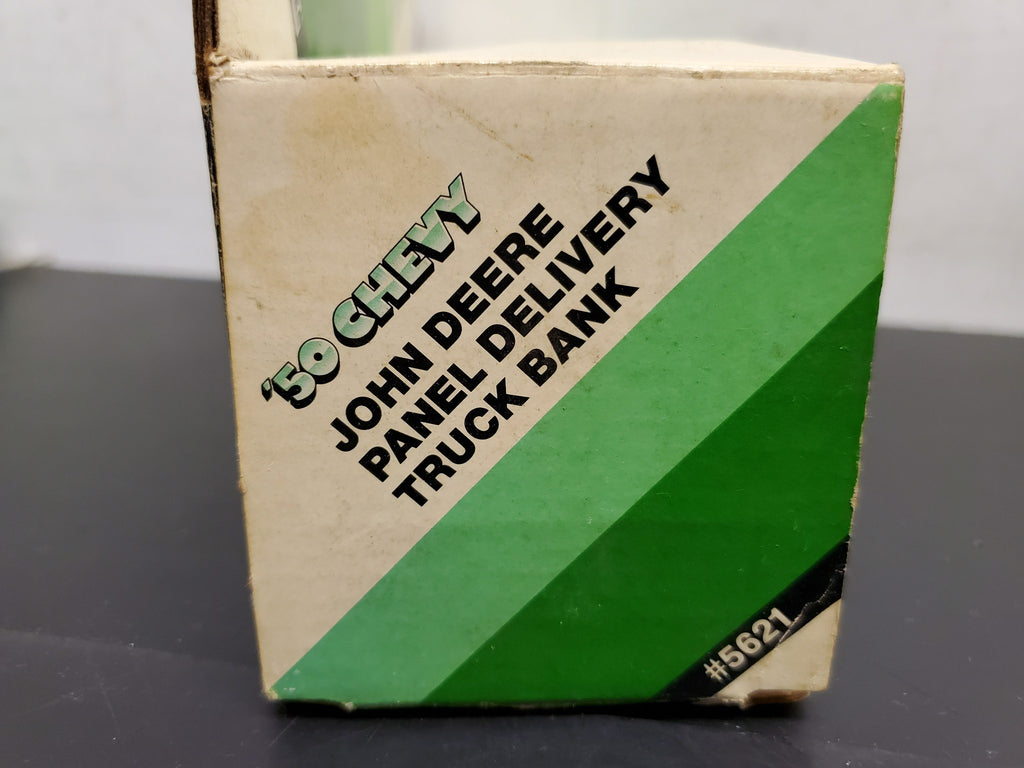 '50 CHEVY
JOHN DEERE
PANEL DELIVERY
TRUCK BANK
#5621